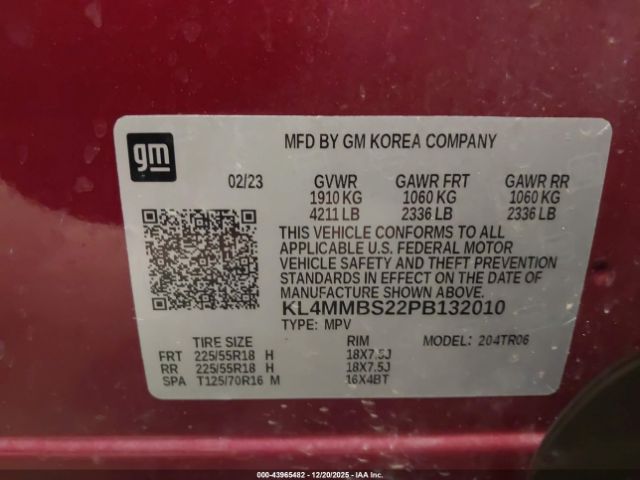 gm
MFD BY GM KOREA COMPANY
02/23 GVWR GAWR FRT GAWR RR
1910 KG 1060 KG 1060 KG
4211 LB 2336 LB 2336 LB
THIS VEHICLE CONFORMS TO ALL
APPLICABLE U.S. FEDERAL MOTOR
VEHICLE SAFETY AND THEFT PREVENTION
STANDARDS IN EFFECT ON THE DATE OF
MANUFACTURE SHOWN ABOVE.
KL4MMBS22PB132010
TYPE: MPV
TIRE SIZE RIM MODEL: 204TR06
FRT 225/55R18 H 18X7.5J
RR 225/55R18 H 18X7.5J
SPA T125/70R16 M 16X4BT
000-43965482 - 12/20/2025 - IAA Inc.